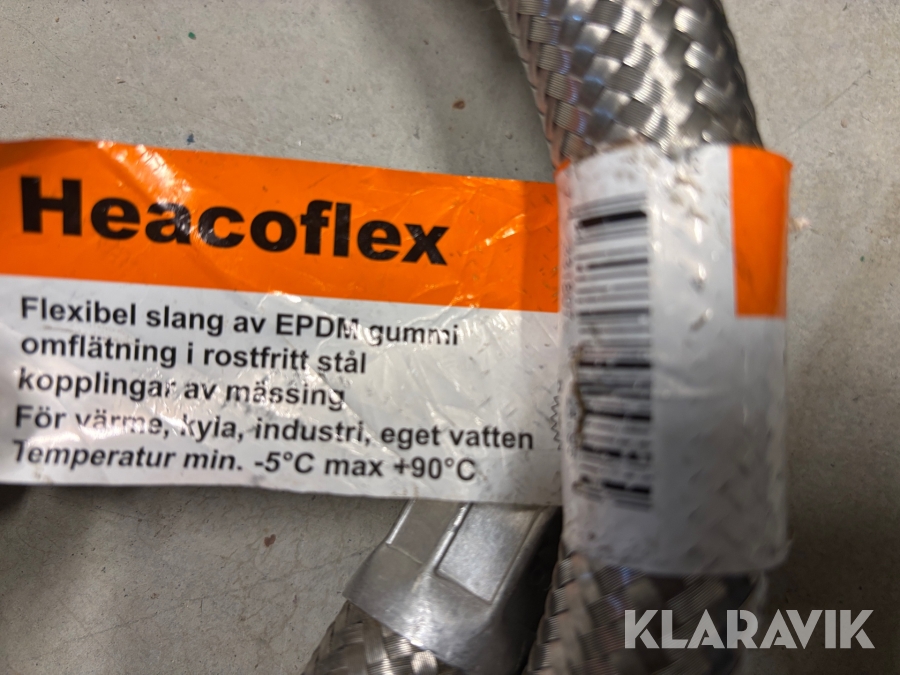 Heacoflex
Flexibel slang av EPDM gummi
omflätning i rostfritt stål
kopplingar av mässing
För värme, kyla, industri, eget vatten
Temperatur min. -5°C max +90°C
KLARAVIK